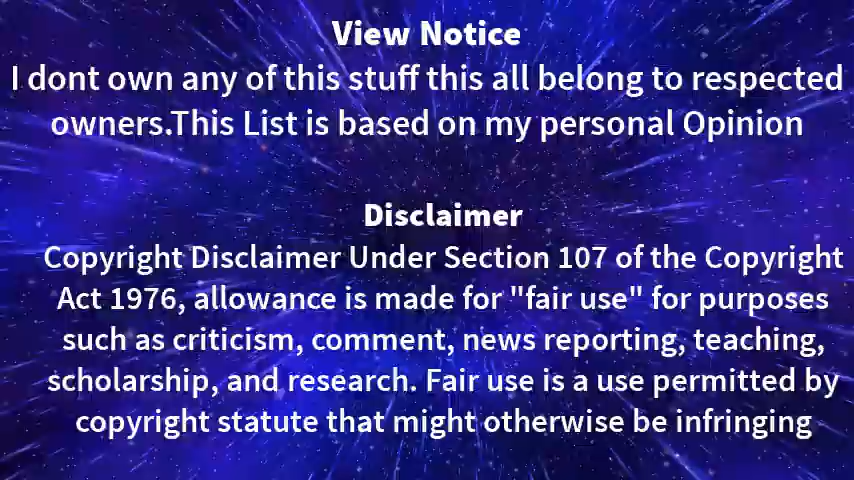 View Notice
I dont own any of this stuff this all belong to respected
owners.This List is based on my personal Opinion
Disclaimer
Copyright Disclaimer Under Section 107 of the Copyright
Act 1976, allowance is made for "fair use" for purposes
such as criticism, comment, news reporting, teaching,
scholarship, and research. Fair use is a use permitted by
copyright statute that might otherwise be infringing